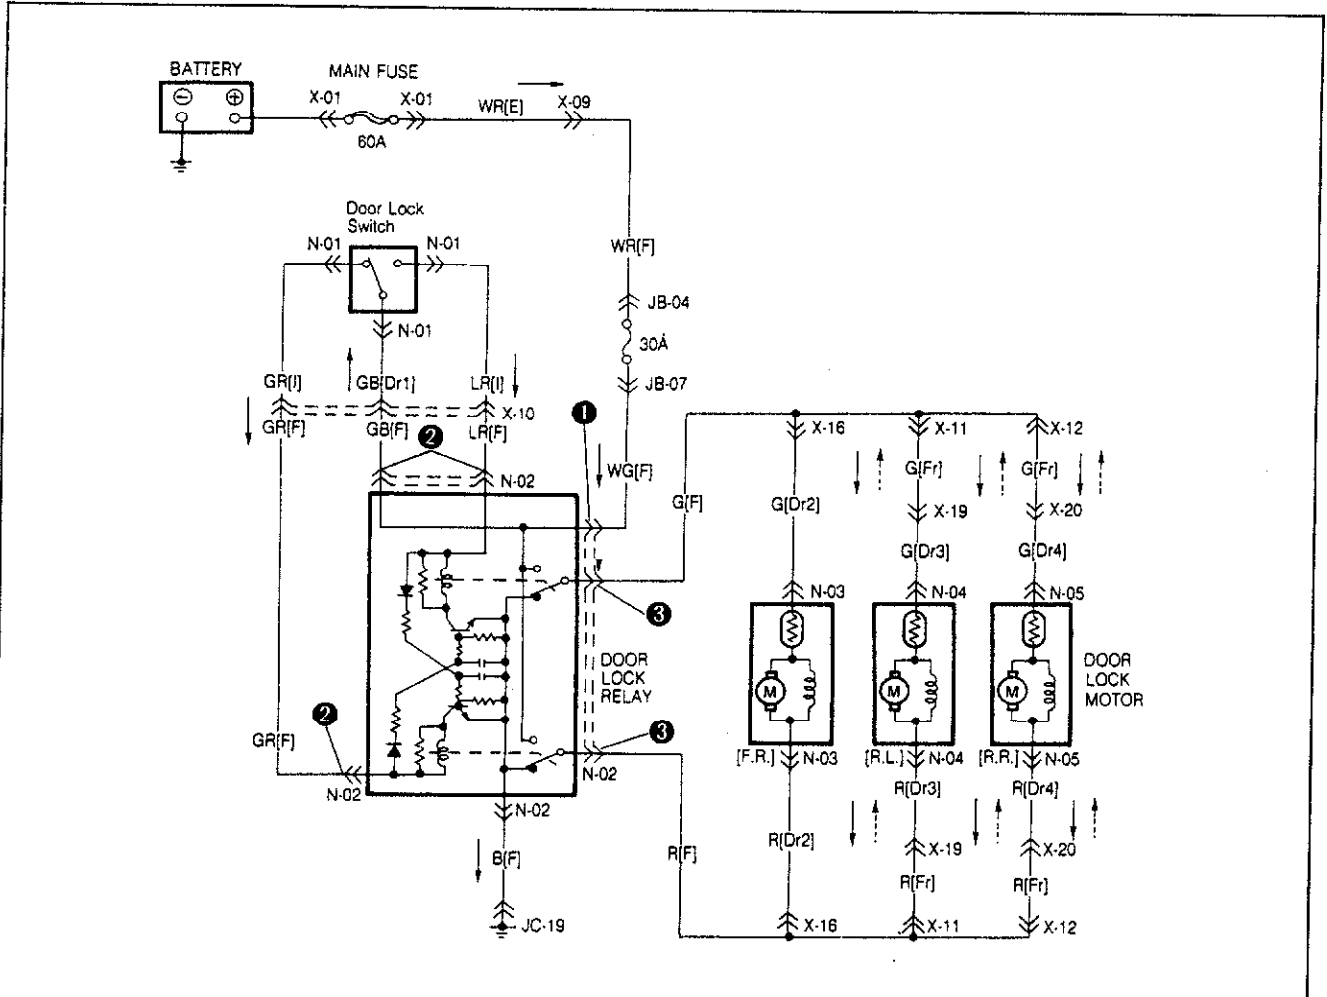 BATTERY
MAIN FUSE
X-01
X-01
WR[E]
X-09
60A
Door Lock
Switch
N-01
N-01
WR[F]
JB-04
N-01
30A
GR[I]
GB[Dr1]
LR[I]
JB-07
X-10
1
GR[F]
GB[F]
LR[F]
X-16
X-11
X-12
2
WG[F]
G[Fr]
G[Fr]
N-02
G[F]
G[Dr2]
X-19
X-20
G[Dr3]
G[Dr4]
N-03
N-04
N-05
3
DOOR
LOCK
RELAY
M
M
M
DOOR
LOCK
MOTOR
2
3
GR[F]
[F.R.]
N-03
[R.L.]
N-04
[R.R.]
N-05
N-02
N-02
R[Dr3]
R[Dr4]
N-02
B[F]
R[F]
R[Dr2]
X-19
X-20
R[Fr]
R[Fr]
JC-19
X-16
X-11
X-12